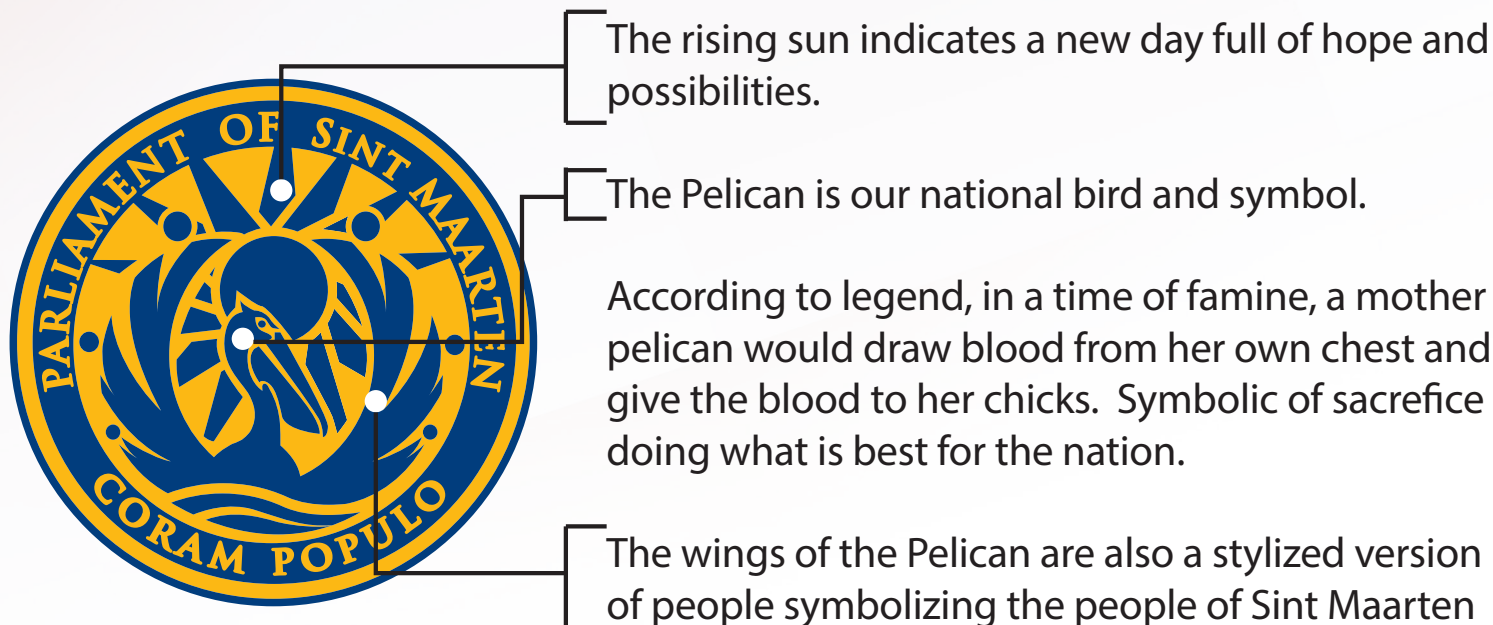 PARLIAMENT OF SINT MAARTEN
CORAM POPULO
The rising sun indicates a new day full of hope and
possibilities.
The Pelican is our national bird and symbol.
According to legend, in a time of famine, a mother
pelican would draw blood from her own chest and
give the blood to her chicks.  Symbolic of sacrefice
doing what is best for the nation.
The wings of the Pelican are also a stylized version
of people symbolizing the people of Sint Maarten